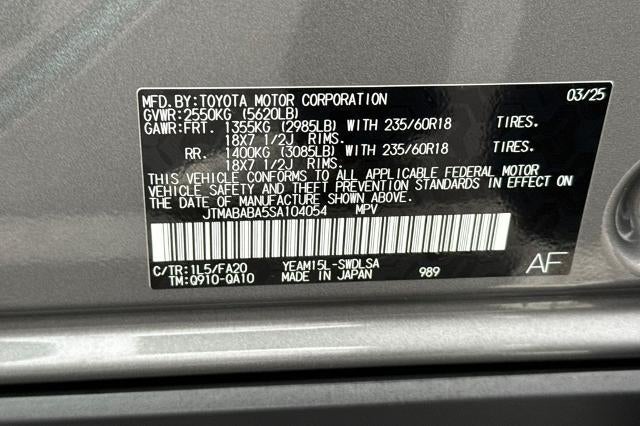 MFD.BY:TOYOTA MOTOR CORPORATION 03/25
GVWR:2550KG (5620LB)
GAWR:FRT. 1355KG (2985LB) WITH 235/60R18 TIRES.
18X7 1/2J RIMS.
RR. 1400KG (3085LB) WITH 235/60R18 TIRES.
18X7 1/2J RIMS.
THIS VEHICLE CONFORMS TO ALL APPLICABLE FEDERAL MOTOR
VEHICLE SAFETY AND THEFT PREVENTION STANDARDS IN EFFECT ON
THE DATE OF MANUFACTURE SHOWN ABOVE.
JTMABABA5SA104054 MPV
C/TR:1L5/FA20 YEAM15L-SWDLSA
TM:Q910-QA10 MADE IN JAPAN 989 AF